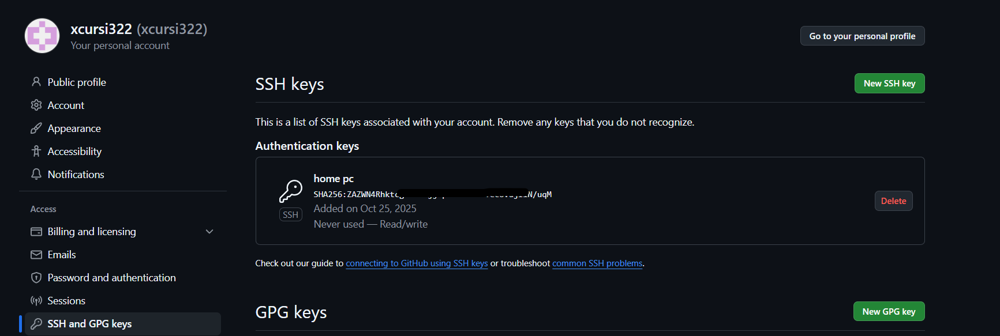 xcursi322 (xcursi322)
Your personal account
Go to your personal profile
Public profile
Account
Appearance
Accessibility
Notifications
Access
Billing and licensing
Emails
Password and authentication
Sessions
SSH and GPG keys
SSH keys
New SSH key
This is a list of SSH keys associated with your account. Remove any keys that you do not recognize.
Authentication keys
home pc
SHA256:ZAZWN4Rhktcg N/uqM
Added on Oct 25, 2025
Never used — Read/write
SSH
Delete
Check out our guide to connecting to GitHub using SSH keys or troubleshoot common SSH problems.
GPG keys
New GPG key